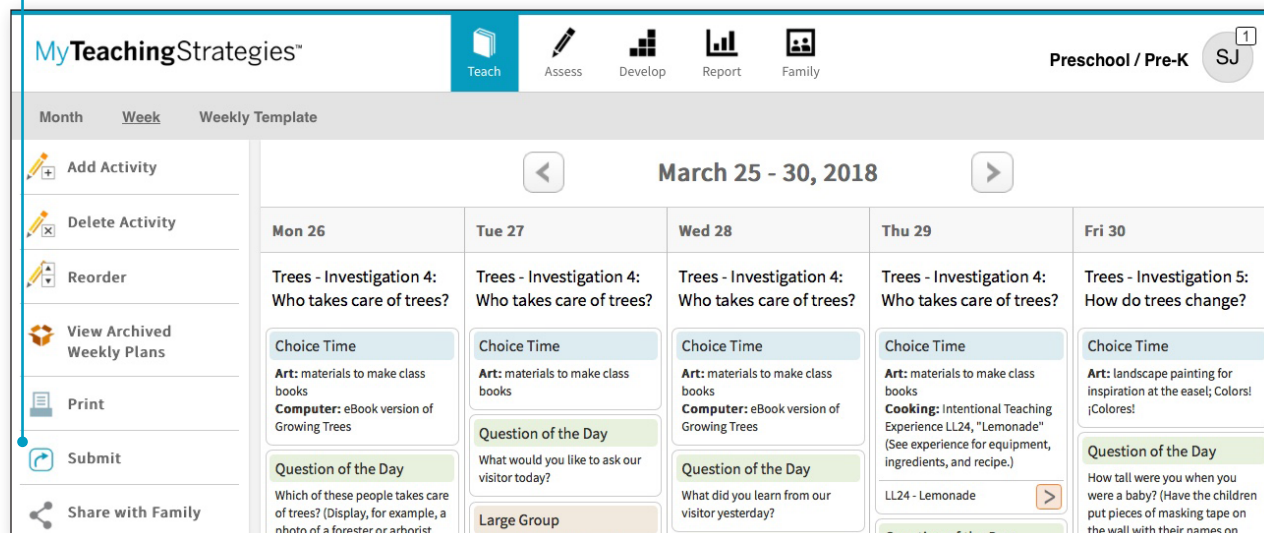 MyTeachingStrategies™
Teach
Assess
Develop
Report
Family
Preschool / Pre-K
SJ
1
Month
Week
Weekly Template
Add Activity
Delete Activity
Reorder
View Archived
Weekly Plans
Print
Submit
Share with Family
March 25 - 30, 2018
Mon 26
Trees - Investigation 4:
Who takes care of trees?
Choice Time
Art: materials to make class
books
Computer: eBook version of
Growing Trees
Question of the Day
Which of these people takes care
of trees? (Display, for example, a
photo of a forester or arborist
Tue 27
Trees - Investigation 4:
Who takes care of trees?
Choice Time
Art: materials to make class
books
Question of the Day
What would you like to ask our
visitor today?
Large Group
Wed 28
Trees - Investigation 4:
Who takes care of trees?
Choice Time
Art: materials to make class
books
Computer: eBook version of
Growing Trees
Question of the Day
What did you learn from our
visitor yesterday?
Thu 29
Trees - Investigation 4:
Who takes care of trees?
Choice Time
Art: materials to make class
books
Cooking: Intentional Teaching
Experience LL24, "Lemonade"
(See experience for equipment,
ingredients, and recipe.)
LL24 - Lemonade
Fri 30
Trees - Investigation 5:
How do trees change?
Choice Time
Art: landscape painting for
inspiration at the easel; Colors!
¡Colores!
Question of the Day
How tall were you when you
were a baby? (Have the children
put pieces of masking tape on
the wall with their names on